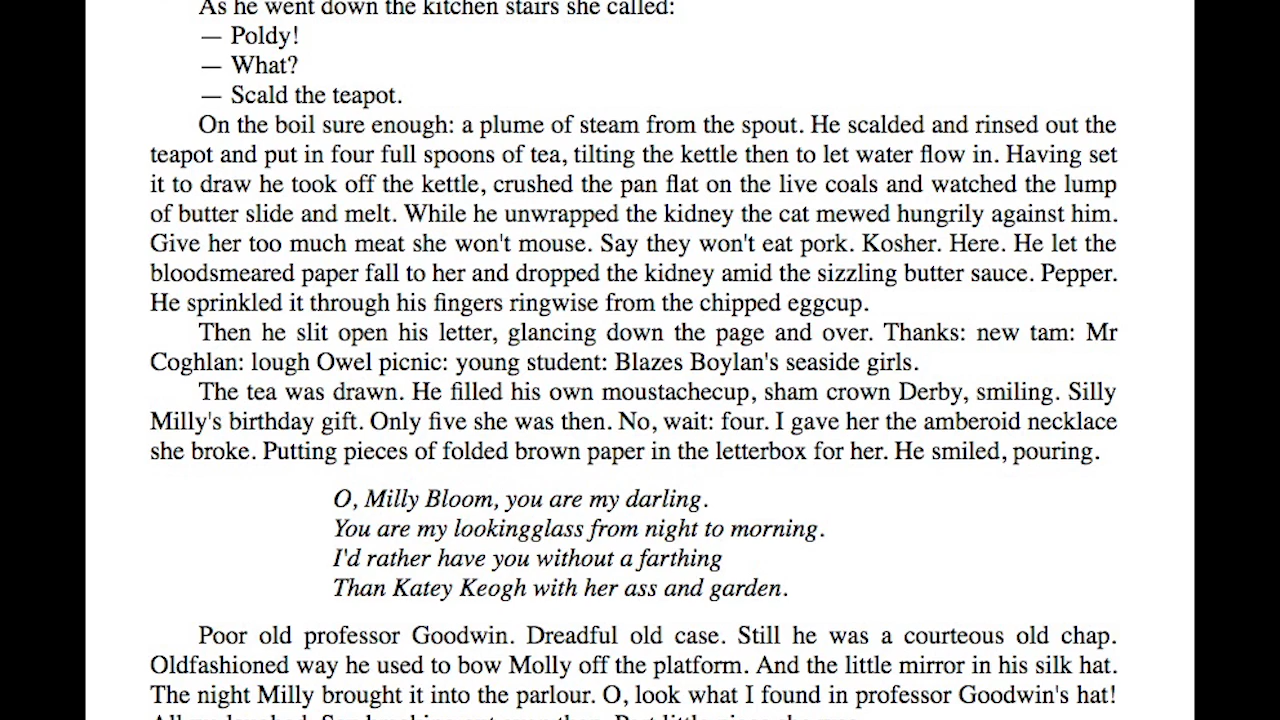 As he went down the kitchen stairs she called:
— Poldy!
— What?
— Scald the teapot.
On the boil sure enough: a plume of steam from the spout. He scalded and rinsed out the
teapot and put in four full spoons of tea, tilting the kettle then to let water flow in. Having set
it to draw he took off the kettle, crushed the pan flat on the live coals and watched the lump
of butter slide and melt. While he unwrapped the kidney the cat mewed hungrily against him.
Give her too much meat she won't mouse. Say they won't eat pork. Kosher. Here. He let the
bloodsmeared paper fall to her and dropped the kidney amid the sizzling butter sauce. Pepper.
He sprinkled it through his fingers ringwise from the chipped eggcup.
Then he slit open his letter, glancing down the page and over. Thanks: new tam: Mr
Coghlan: lough Owel picnic: young student: Blazes Boylan's seaside girls.
The tea was drawn. He filled his own moustachecup, sham crown Derby, smiling. Silly
Milly's birthday gift. Only five she was then. No, wait: four. I gave her the amberoid necklace
she broke. Putting pieces of folded brown paper in the letterbox for her. He smiled, pouring.
O, Milly Bloom, you are my darling.
You are my lookingglass from night to morning.
I'd rather have you without a farthing
Than Katey Keogh with her ass and garden.
Poor old professor Goodwin. Dreadful old case. Still he was a courteous old chap.
Oldfashioned way he used to bow Molly off the platform. And the little mirror in his silk hat.
The night Milly brought it into the parlour. O, look what I found in professor Goodwin's hat!